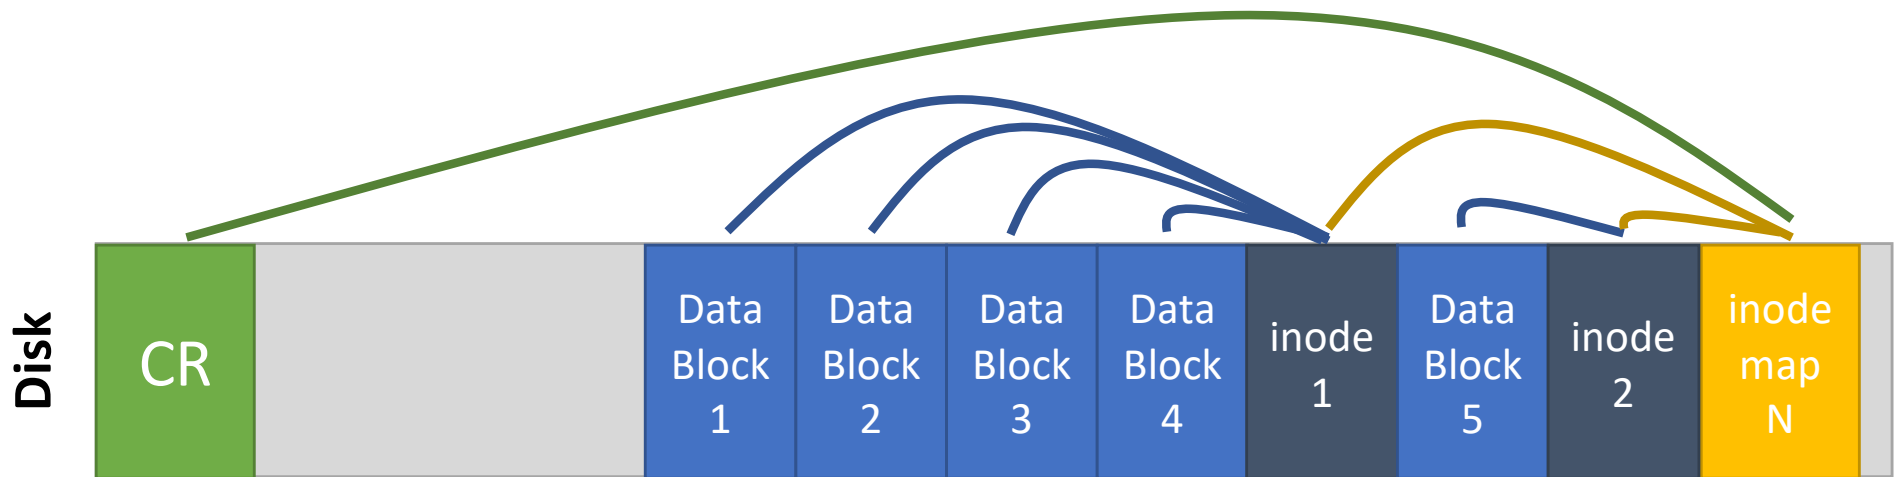 Disk
CR
Data
Block
1
Data
Block
2
Data
Block
3
Data
Block
4
inode
1
Data
Block
5
inode
2
inode
map
N